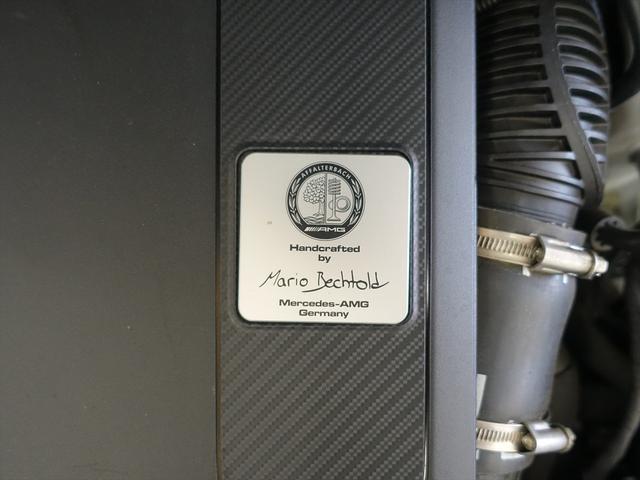 AFFALTERBACH
AMG
Handcrafted
by
Mario Bechtold
Mercedes-AMG
Germany